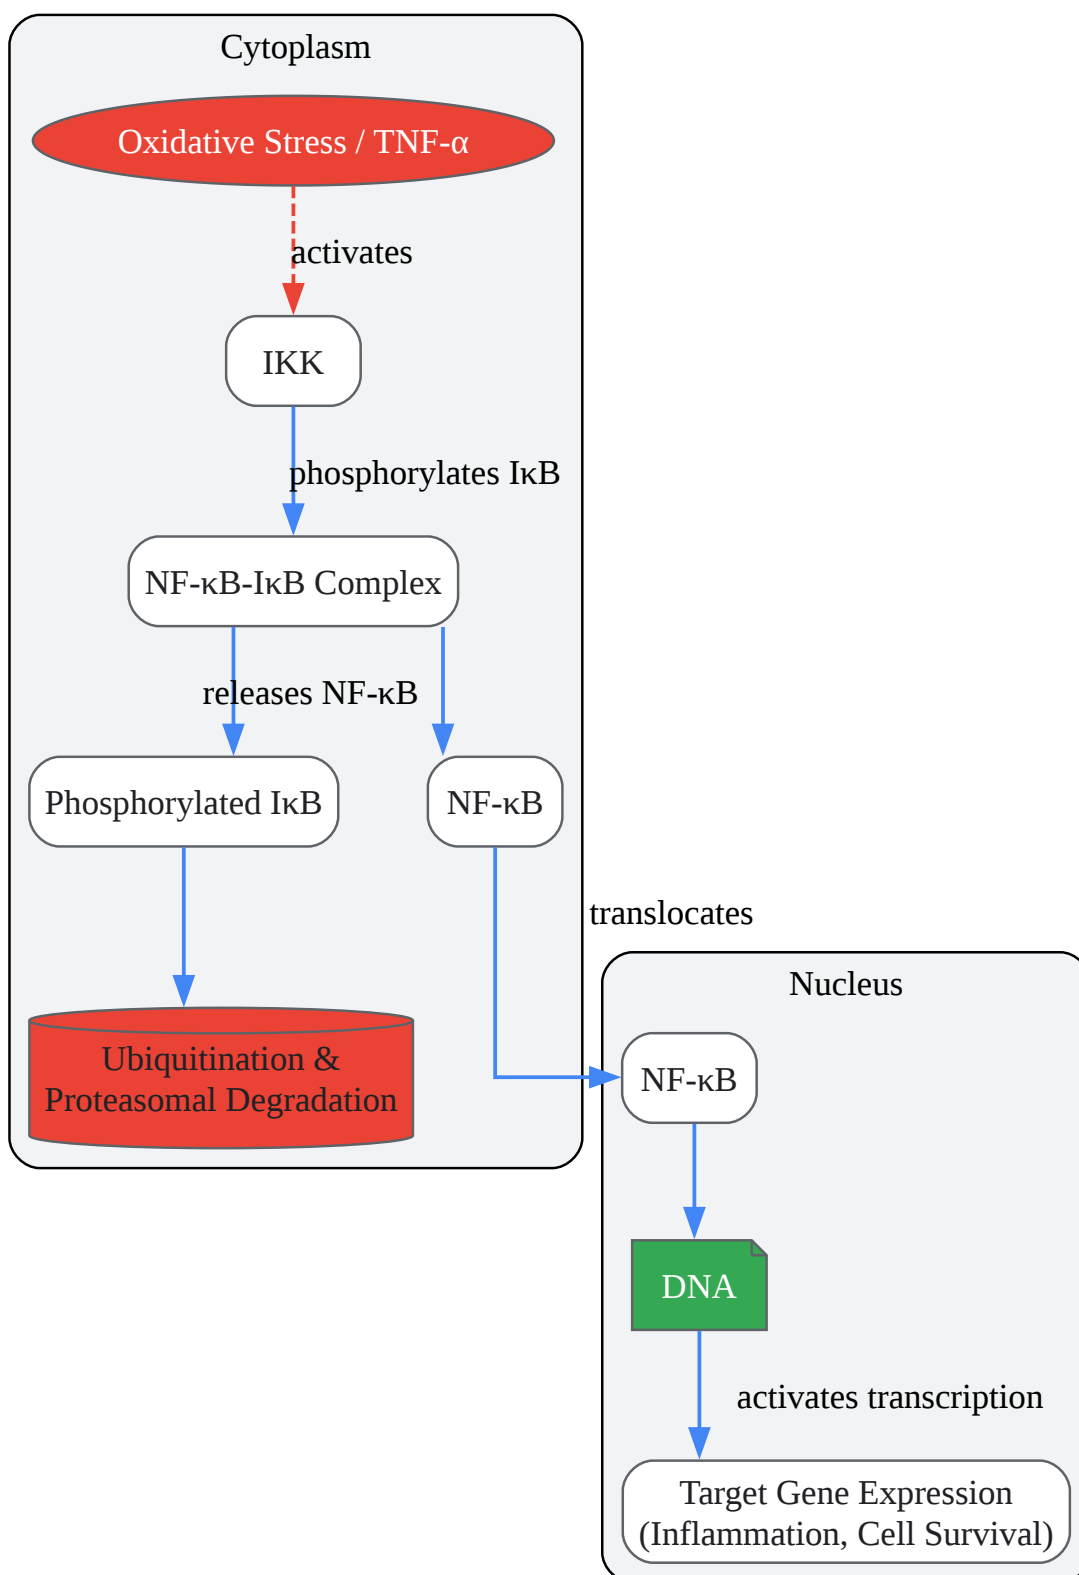 Cytoplasm
Oxidative Stress / TNF-α
activates
IKK
phosphorylates IκB
NF-κB-IκB Complex
releases NF-κB
Phosphorylated IκB
NF-κB
translocates
Ubiquitination &
Proteasomal Degradation
Nucleus
NF-κB
DNA
activates transcription
Target Gene Expression
(Inflammation, Cell Survival)